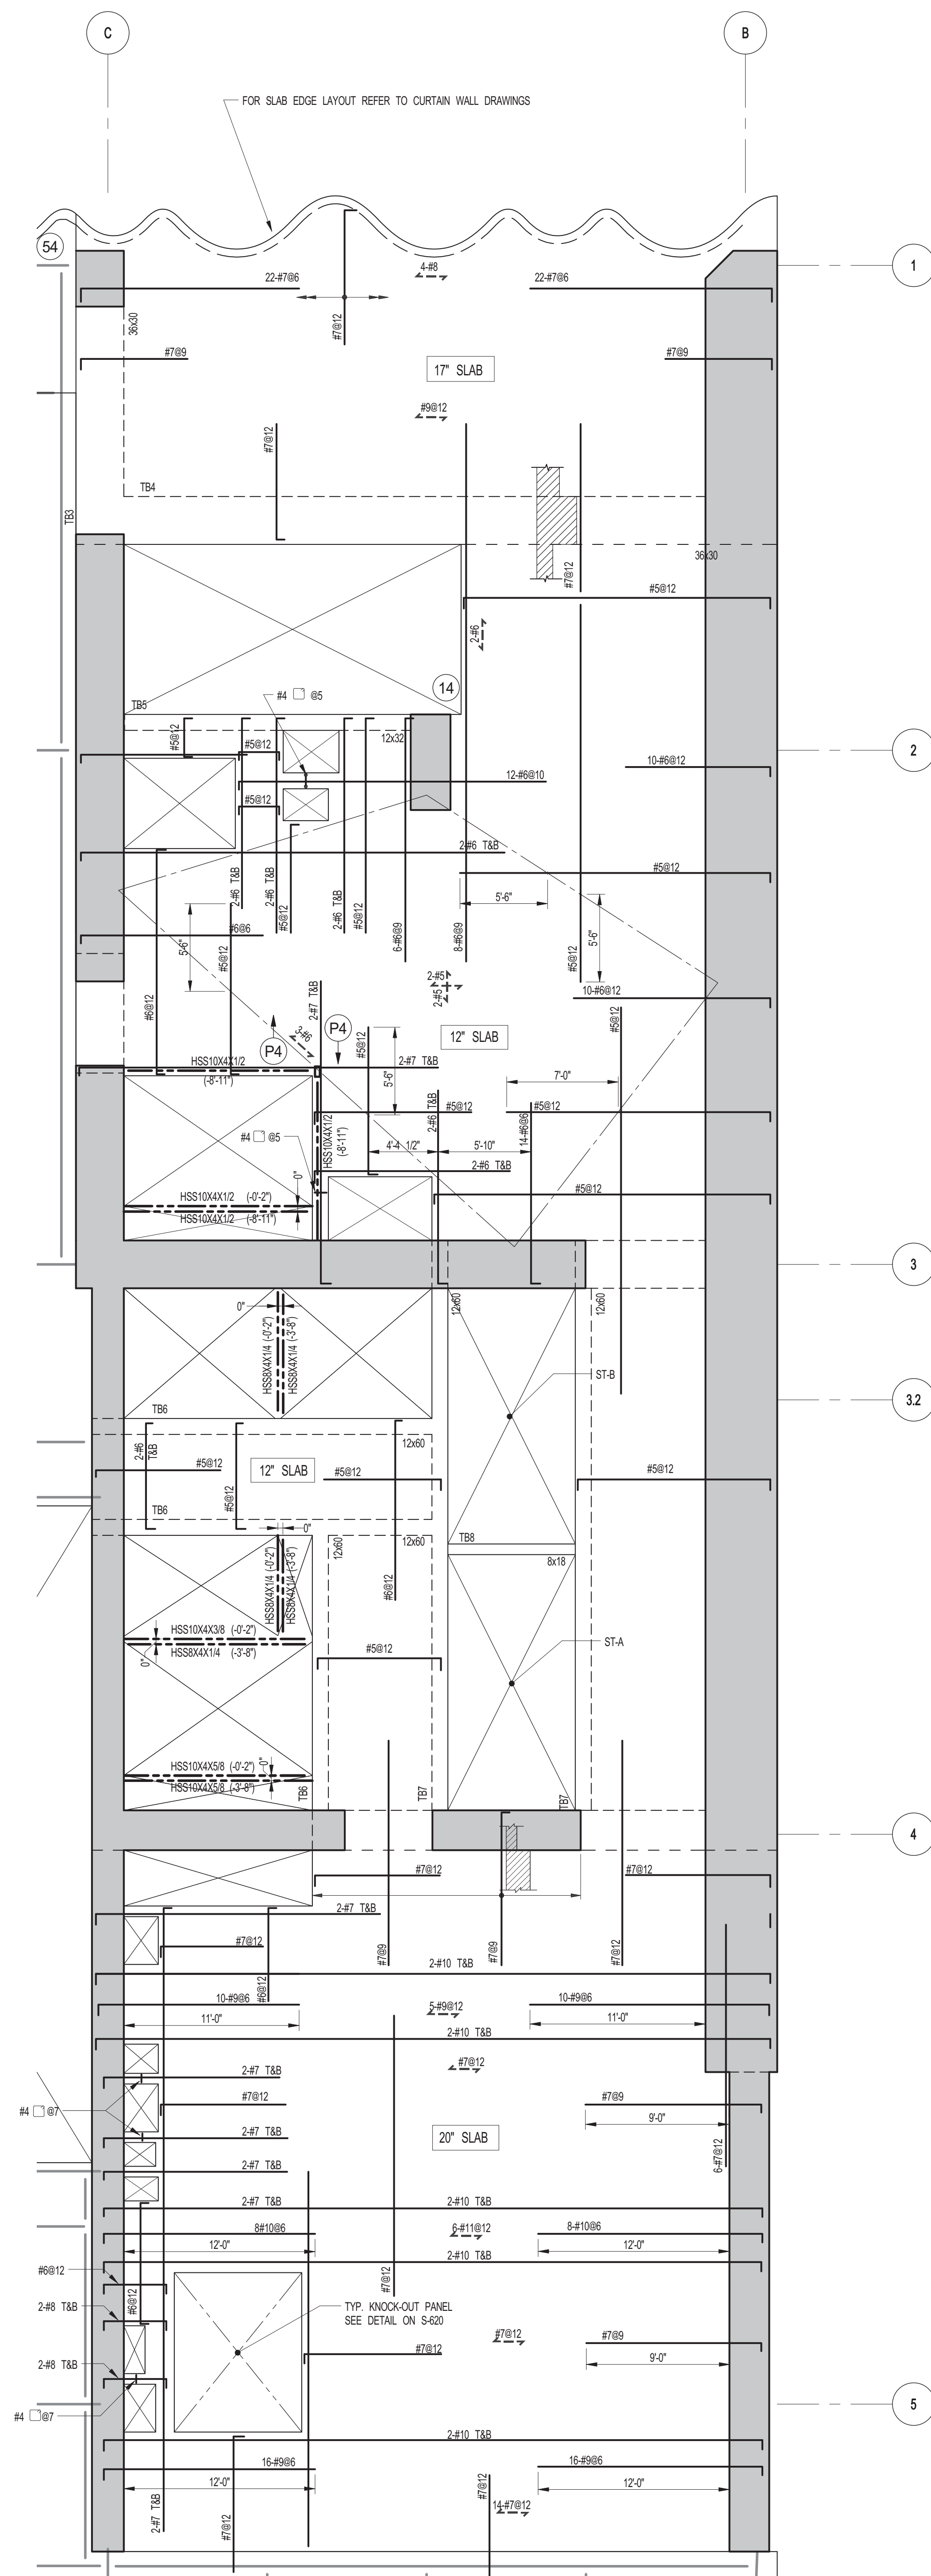 C
B
FOR SLAB EDGE LAYOUT REFER TO CURTAIN WALL DRAWINGS
54
1
4-#8
22-#7@6
22-#7@6
36x30
#7@12
#7@9
#7@9
17" SLAB
#9@12
#7@12
TB4
TB3
36x30
#7@12
#5@12
2-#6
14
#4 @5
TB5
12x32
#5@12
#5@12
2
10-#6@12
12-#6@10
#5@12
2-#6 T&B
#5@12
2-#6 T&B
2-#6 T&B
#5@12
2-#6 T&B
#5@12
6-#6@9
8-#6@9
5'-6"
#6@6
5'-6"
#5@12
5'-6"
#5@12
#6@12
2-#5
2-#5
10-#6@12
2-#7 T&B
3-#6
P4
P4
12" SLAB
#5@12
#5@12
HSS10X4X1/2
(-8'-11")
2-#7 T&B
5'-6"
7'-0"
#5@12
#5@12
2-#6 T&B
14-#6@6
HSS10X4X1/2
(-8'-11")
#4 @5
4'-4 1/2"
5'-10"
2-#6 T&B
0"
HSS10X4X1/2 (-0'-2")
HSS10X4X1/2 (-8'-11")
#5@12
3
0"
HSS8X4X1/4 (-0'-2")
HSS8X4X1/4 (-3'-8")
12x60
12x60
ST-B
3.2
TB6
2-#6
T&B
12x60
#5@12
12" SLAB
#5@12
#5@12
#5@12
TB6
0"
12x60
12x60
TB8
8x18
HSS8X4X1/4 (-0'-2")
HSS8X4X1/4 (-3'-8")
#6@12
HSS10X4X3/8 (-0'-2")
HSS8X4X1/4 (-3'-8")
0"
#5@12
ST-A
HSS10X4X5/8 (-0'-2")
0"
HSS10X4X5/8 (-3'-8")
TB6
TB7
TB7
4
#7@12
#7@12
2-#7 T&B
#7@12
#7@9
#7@9
#7@12
2-#10 T&B
#6@12
10-#9@6
5-#9@12
10-#9@6
11'-0"
11'-0"
2-#10 T&B
#7@12
2-#7 T&B
#7@12
#7@9
#4 @7
9'-0"
2-#7 T&B
20" SLAB
6-#7@12
2-#7 T&B
2-#7 T&B
2-#10 T&B
8#10@6
6-#11@12
8-#10@6
12'-0"
12'-0"
2-#10 T&B
#6@12
#7@12
#6@12
2-#8 T&B
TYP. KNOCK-OUT PANEL
SEE DETAIL ON S-620
#7@12
#7@9
#7@12
9'-0"
2-#8 T&B
5
#4 @7
2-#10 T&B
16-#9@6
16-#9@6
12'-0"
12'-0"
2-#7 T&B
#7@12
#7@12
14-#7@12